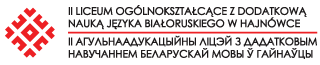 II LICEUM OGÓLNOKSZTAŁCĄCE Z DODATKOWĄ
NAUKĄ JĘZYKA BIAŁORUSKIEGO W HAJNÓWCE
II АГУЛЬНААДУКАЦЫЙНЫ ЛІЦЭЙ З ДАДАТКОВЫМ
НАВУЧАННЕМ БЕЛАРУСКАЙ МОВЫ Ў ГАЙНАЎЦЫ